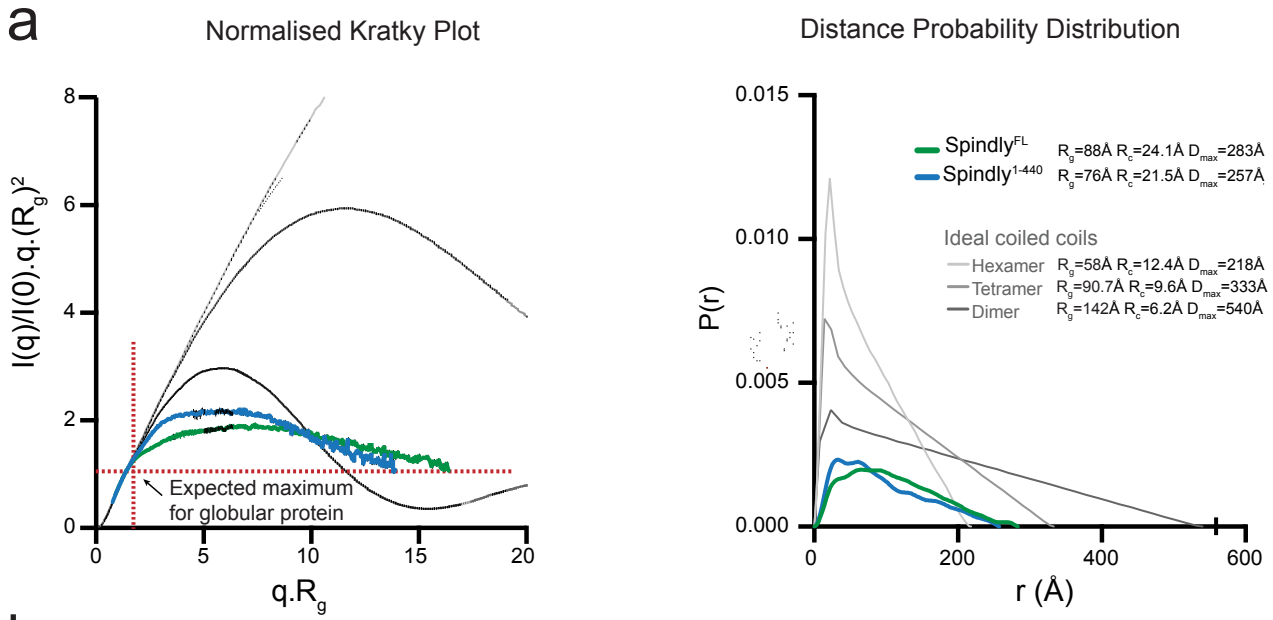 a
Normalised Kratky Plot
8
6
4
2
0
I(q)/I(0).q.(Rg)²
Expected maximum
for globular protein
0 5 10 15 20
q.Rg
Distance Probability Distribution
0.015
0.010
0.005
0.000
P(r)
Spindly^FL Rg=88Å Rc=24.1Å Dmax=283Å
Spindly^1-440 Rg=76Å Rc=21.5Å Dmax=257Å
Ideal coiled coils
Hexamer Rg=58Å Rc=12.4Å Dmax=218Å
Tetramer Rg=90.7Å Rc=9.6Å Dmax=333Å
Dimer Rg=142Å Rc=6.2Å Dmax=540Å
0 200 400 600
r (Å)